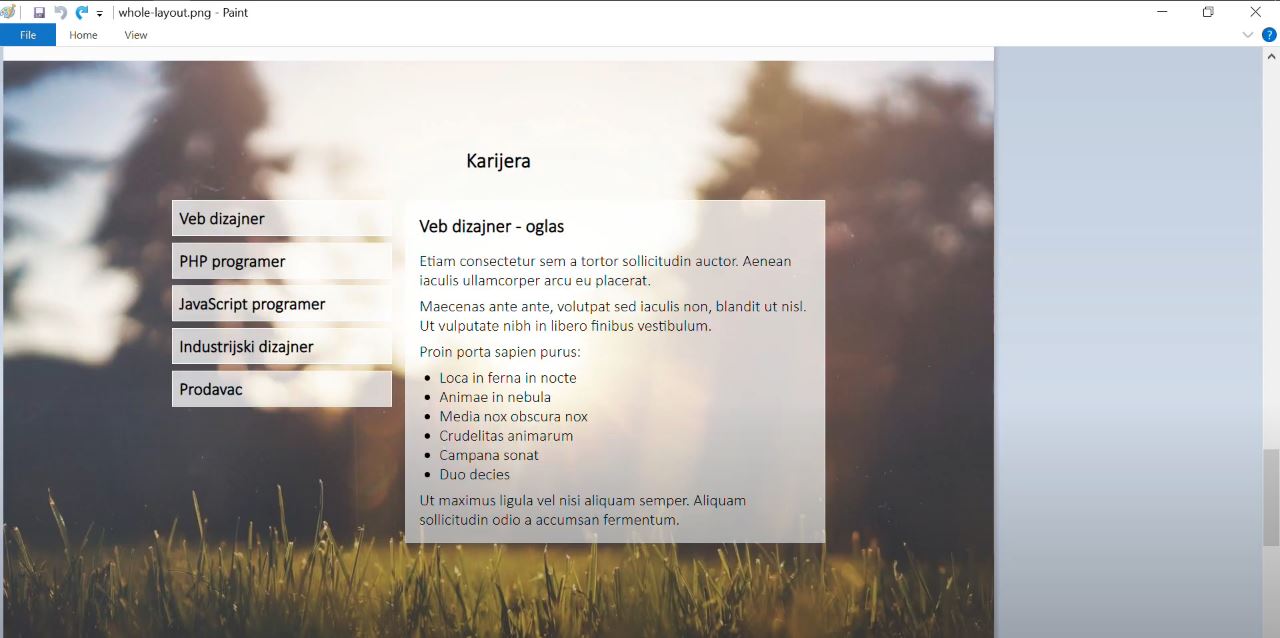 whole-layout.png - Paint
File Home View
Karijera
Veb dizajner
PHP programer
JavaScript programer
Industrijski dizajner
Prodavac
Veb dizajner - oglas
Etiam consectetur sem a tortor sollicitudin auctor. Aenean
iaculis ullamcorper arcu eu placerat.
Maecenas ante ante, volutpat sed iaculis non, blandit ut nisl.
Ut vulputate nibh in libero finibus vestibulum.
Proin porta sapien purus:
• Loca in ferna in nocte
• Animae in nebula
• Media nox obscura nox
• Crudelitas animarum
• Campana sonat
• Duo decies
Ut maximus ligula vel nisi aliquam semper. Aliquam
sollicitudin odio a accumsan fermentum.